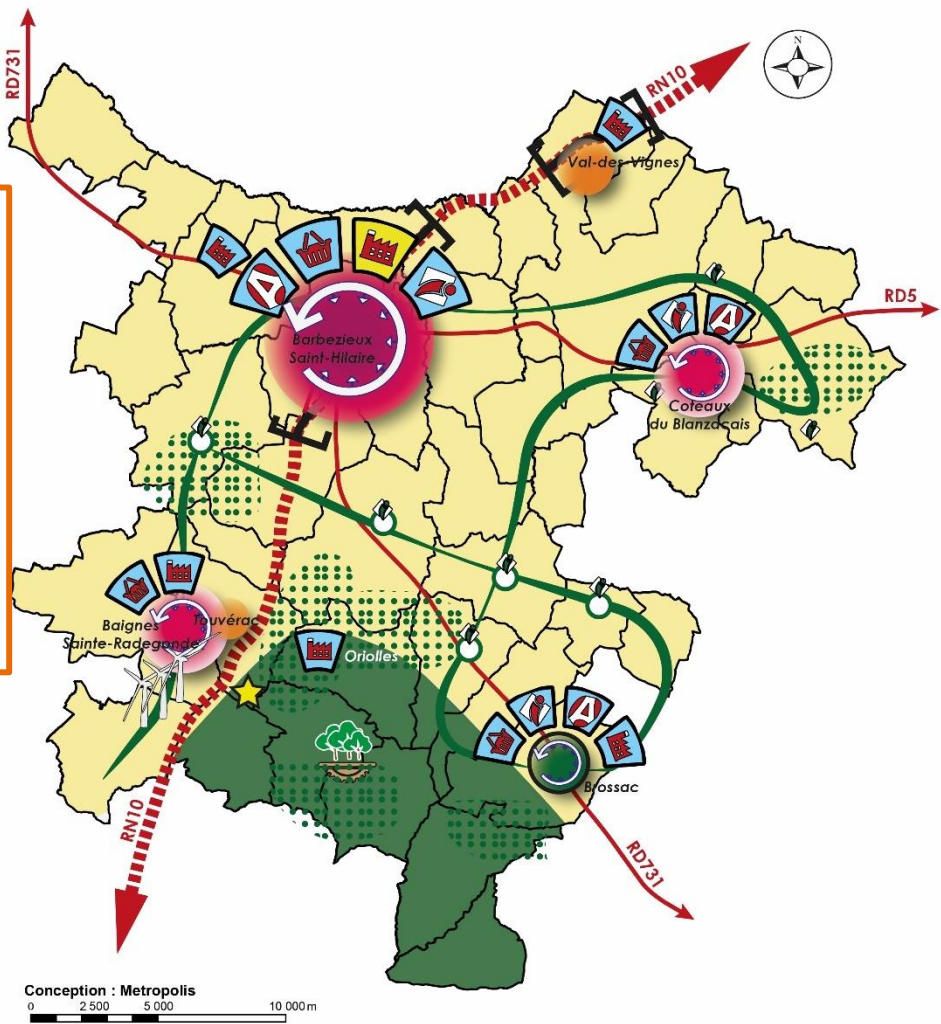 RD731
N
RN10
Val-des-Vignes
RD5
Barbezieux
Saint-Hilaire
Coteaux
du Blanzacais
Baignes
Sainte-Radegonde
Touvérac
Oriolles
Brossac
RN10
RD731
Conception : Metropolis
0 2 500 5 000 10 000 m